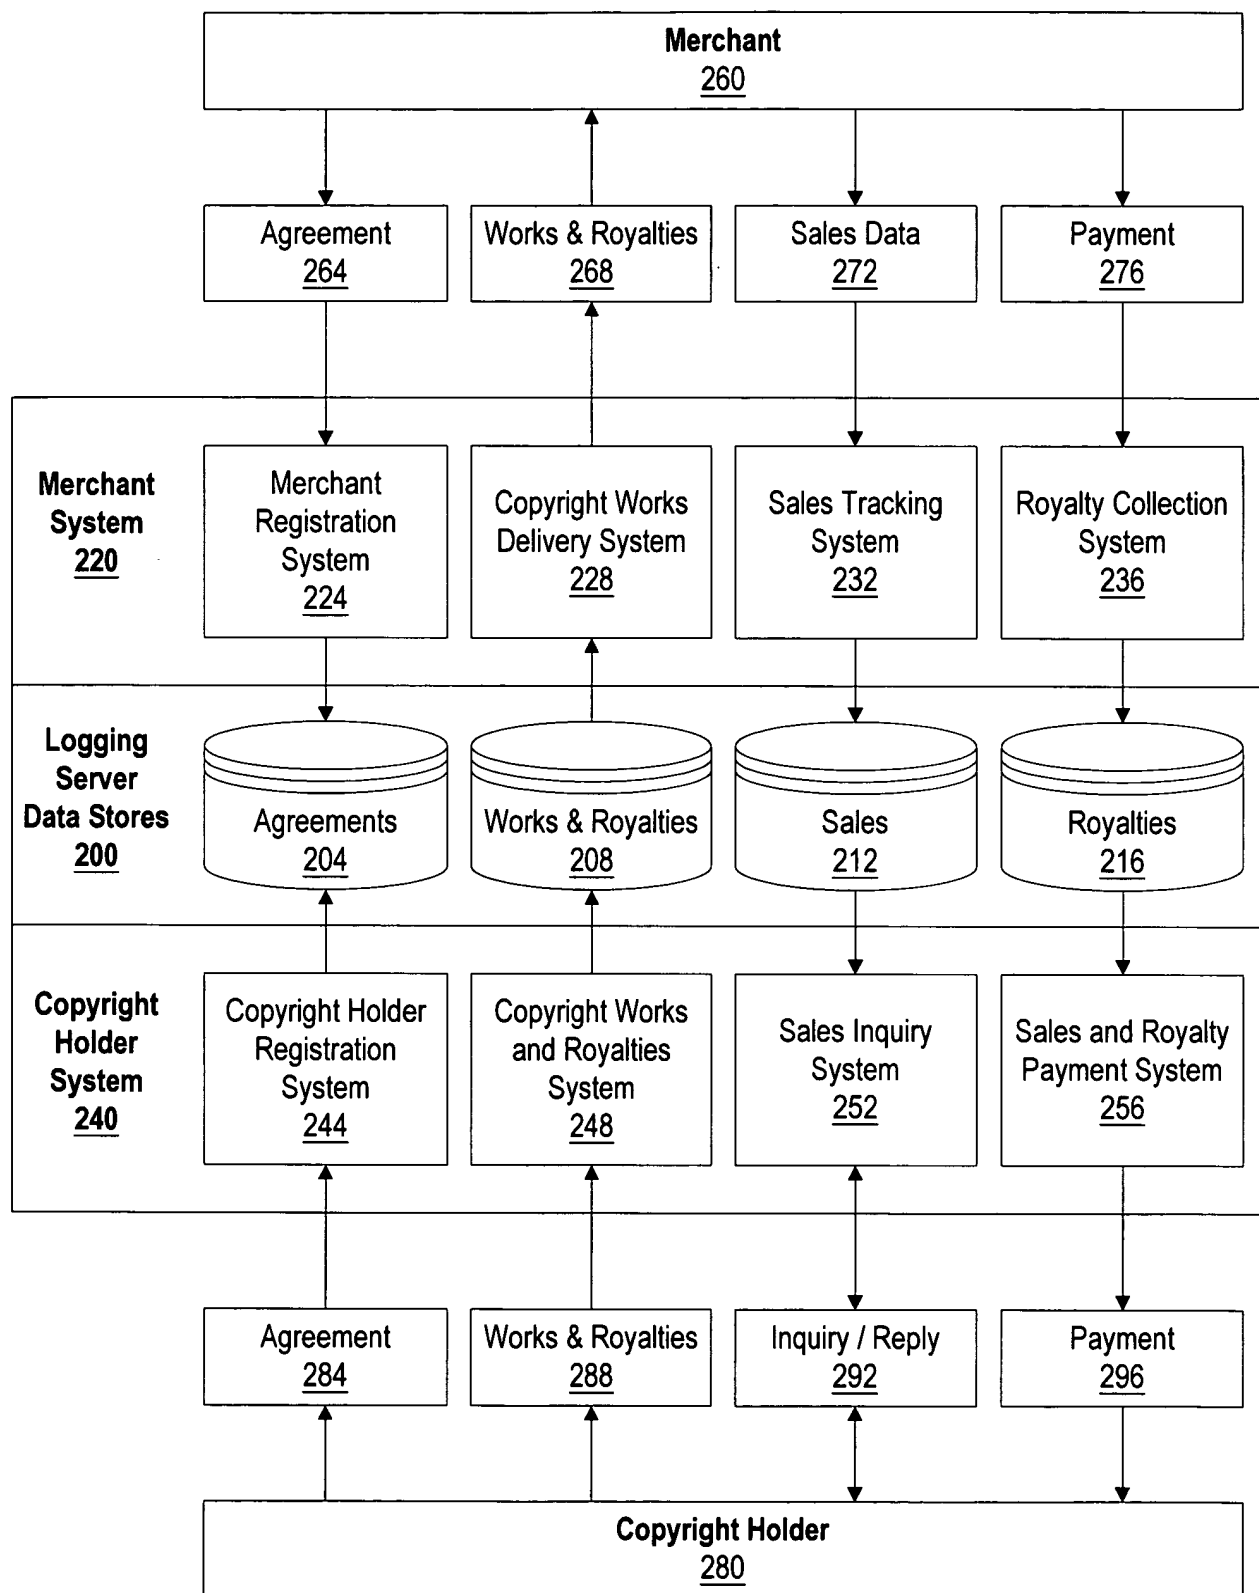 Merchant
260
Agreement
264
Works & Royalties
268
Sales Data
272
Payment
276
Merchant
System
220
Merchant
Registration
System
224
Copyright Works
Delivery System
228
Sales Tracking
System
232
Royalty Collection
System
236
Logging
Server
Data Stores
200
Agreements
204
Works & Royalties
208
Sales
212
Royalties
216
Copyright
Holder
System
240
Copyright Holder
Registration
System
244
Copyright Works
and Royalties
System
248
Sales Inquiry
System
252
Sales and Royalty
Payment System
256
Agreement
284
Works & Royalties
288
Inquiry / Reply
292
Payment
296
Copyright Holder
280